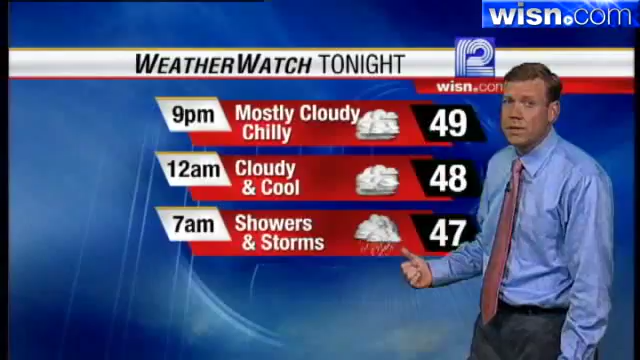 wisn.com
WEATHERWATCH TONIGHT
12
wisn.com
9pm Mostly Cloudy Chilly 49
12am Cloudy & Cool 48
7am Showers & Storms 47